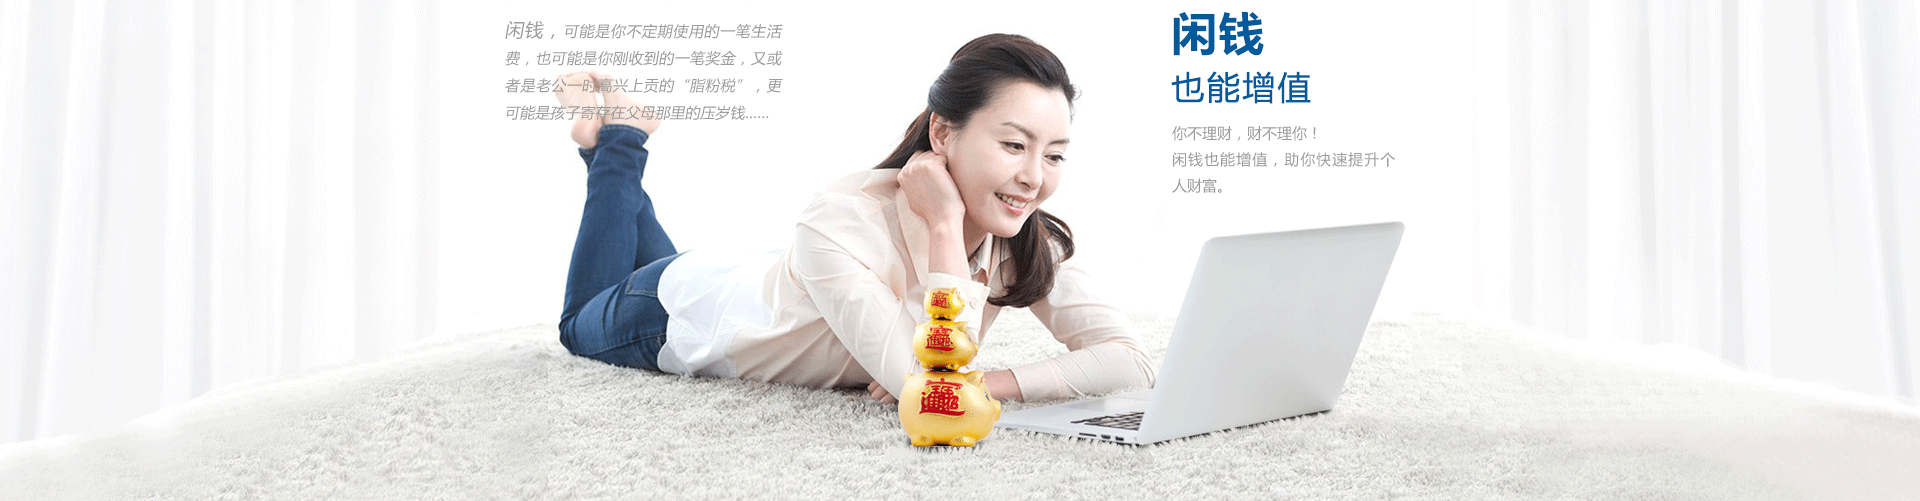 闲钱，可能是你不定期使用的一笔生活
费，也可能是你刚收到的一笔奖金，又或
者是老公一时高兴上贡的“脂粉税”，更
可能是孩子寄存在父母那里的压岁钱......
闲钱
也能增值
你不理财，财不理你！
闲钱也能增值，助你快速提升个
人财富。